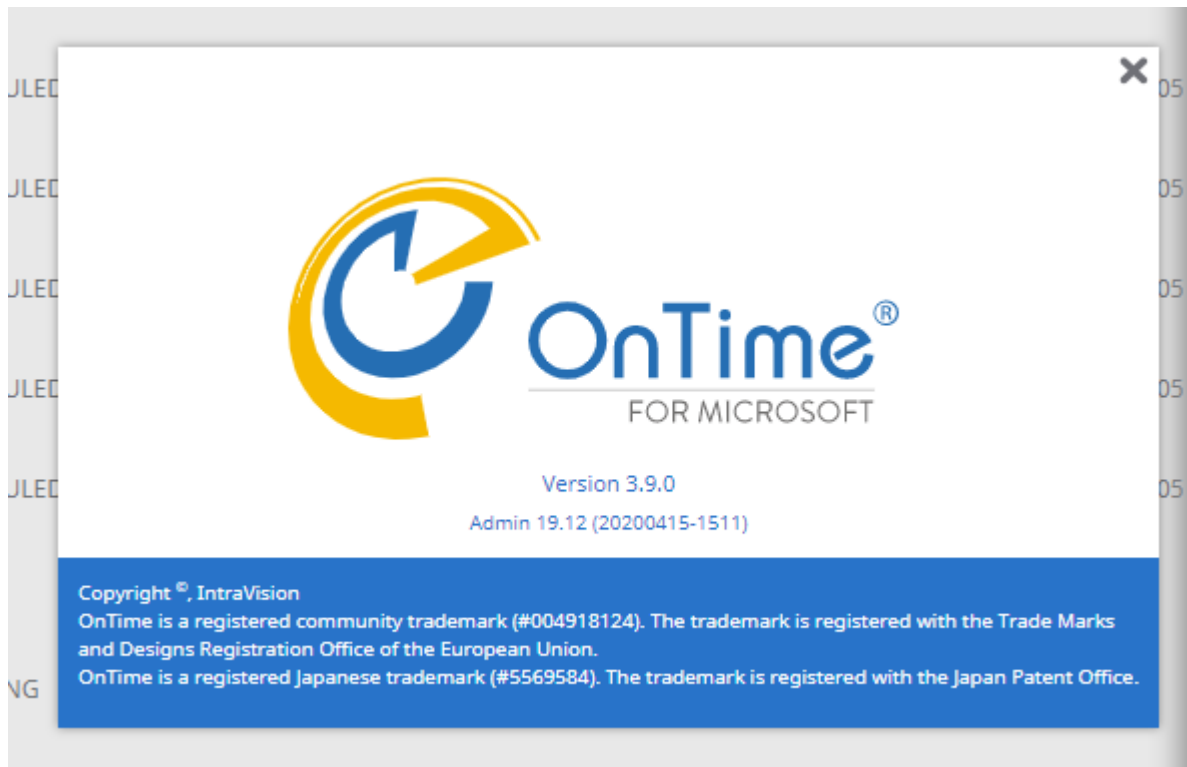 OnTime®
FOR MICROSOFT
Version 3.9.0
Admin 19.12 (20200415-1511)
Copyright ©, IntraVision
OnTime is a registered community trademark (#004918124). The trademark is registered with the Trade Marks
and Designs Registration Office of the European Union.
OnTime is a registered Japanese trademark (#5569584). The trademark is registered with the Japan Patent Office.